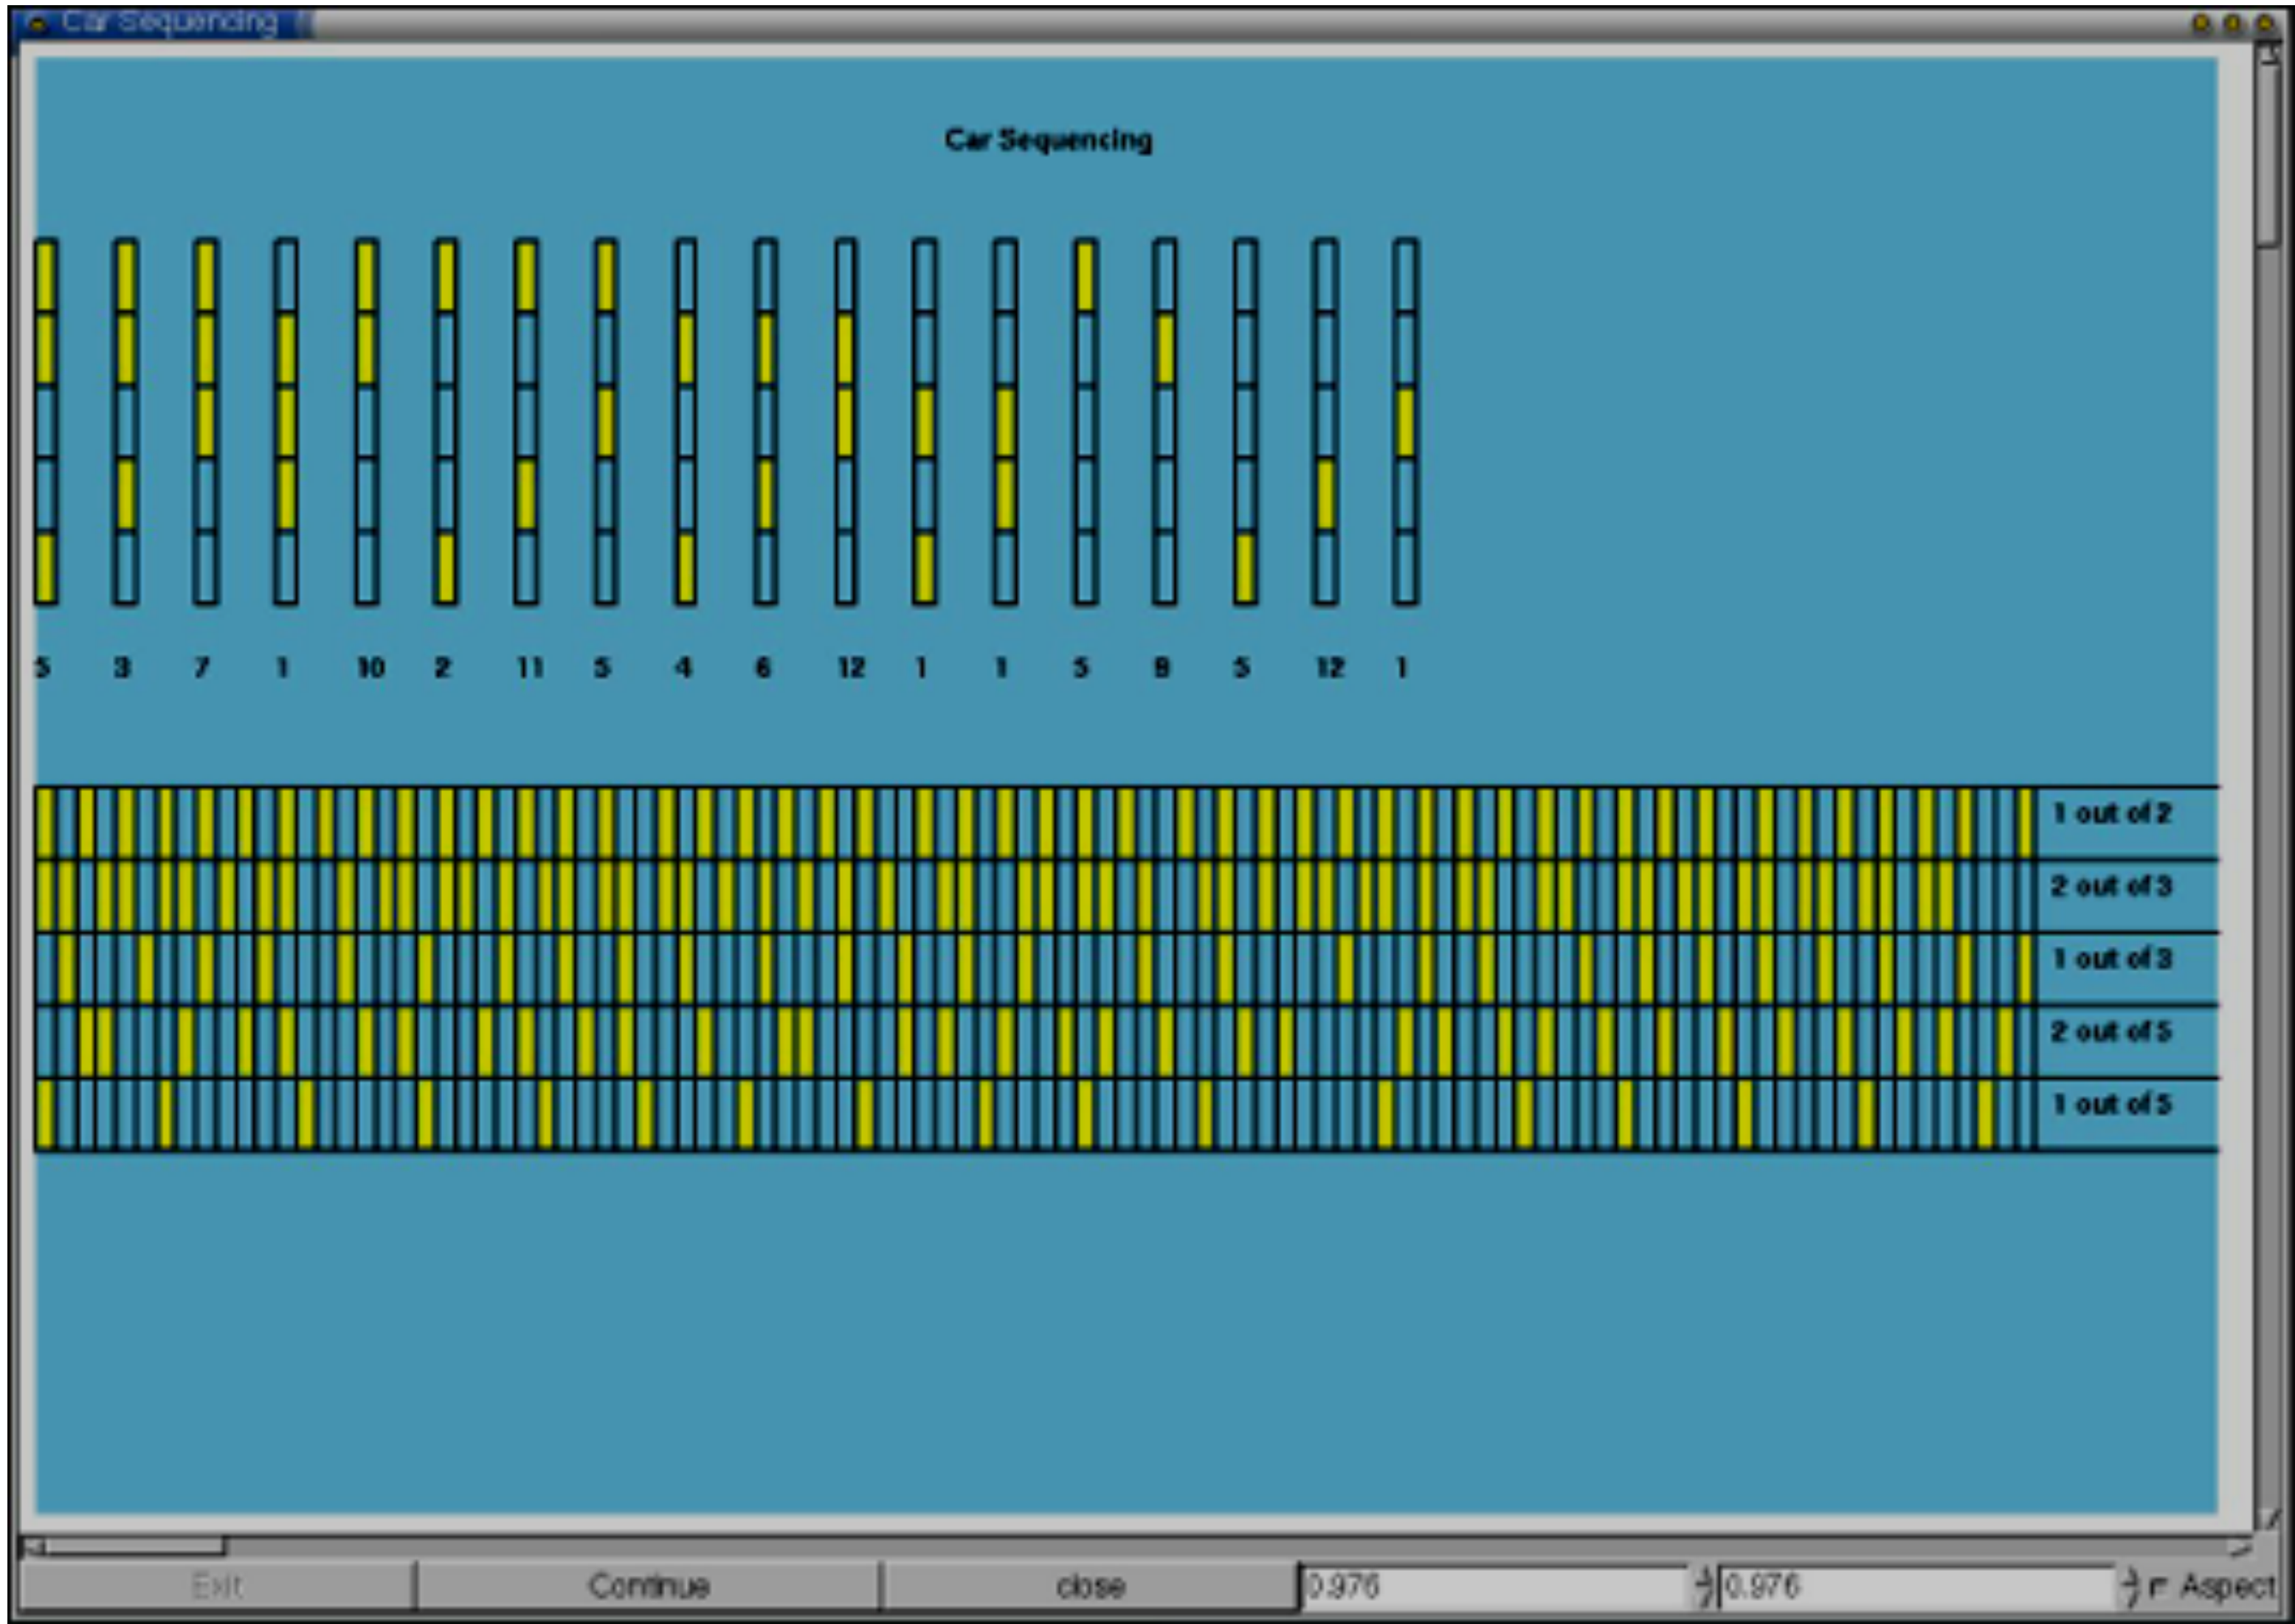 Car Sequencing
Car Sequencing
5 3 7 1 10 2 11 5 4 6 12 1 1 5 9 5 12 1
1 out of 2
2 out of 3
1 out of 3
2 out of 5
1 out of 5
Exit Continue close 0.976 0.976 Aspect